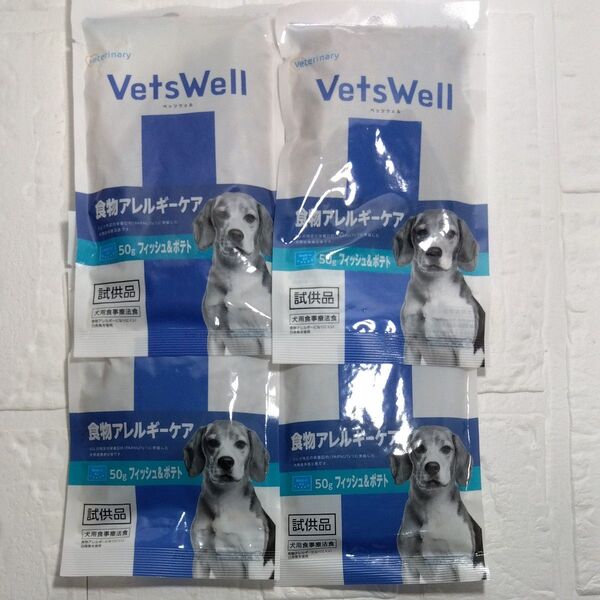 Veterinary
VetsWell
ベッツウェル
食物アレルギーケア
50g フィッシュ&ポテト
試供品
犬用食事療法食
Veterinary
VetsWell
ベッツウェル
食物アレルギーケア
50g フィッシュ&ポテト
試供品
犬用食事療法食
食物アレルギーケア
50g フィッシュ&ポテト
試供品
犬用食事療法食
食物アレルギーケア
50g フィッシュ&ポテト
試供品
犬用食事療法食